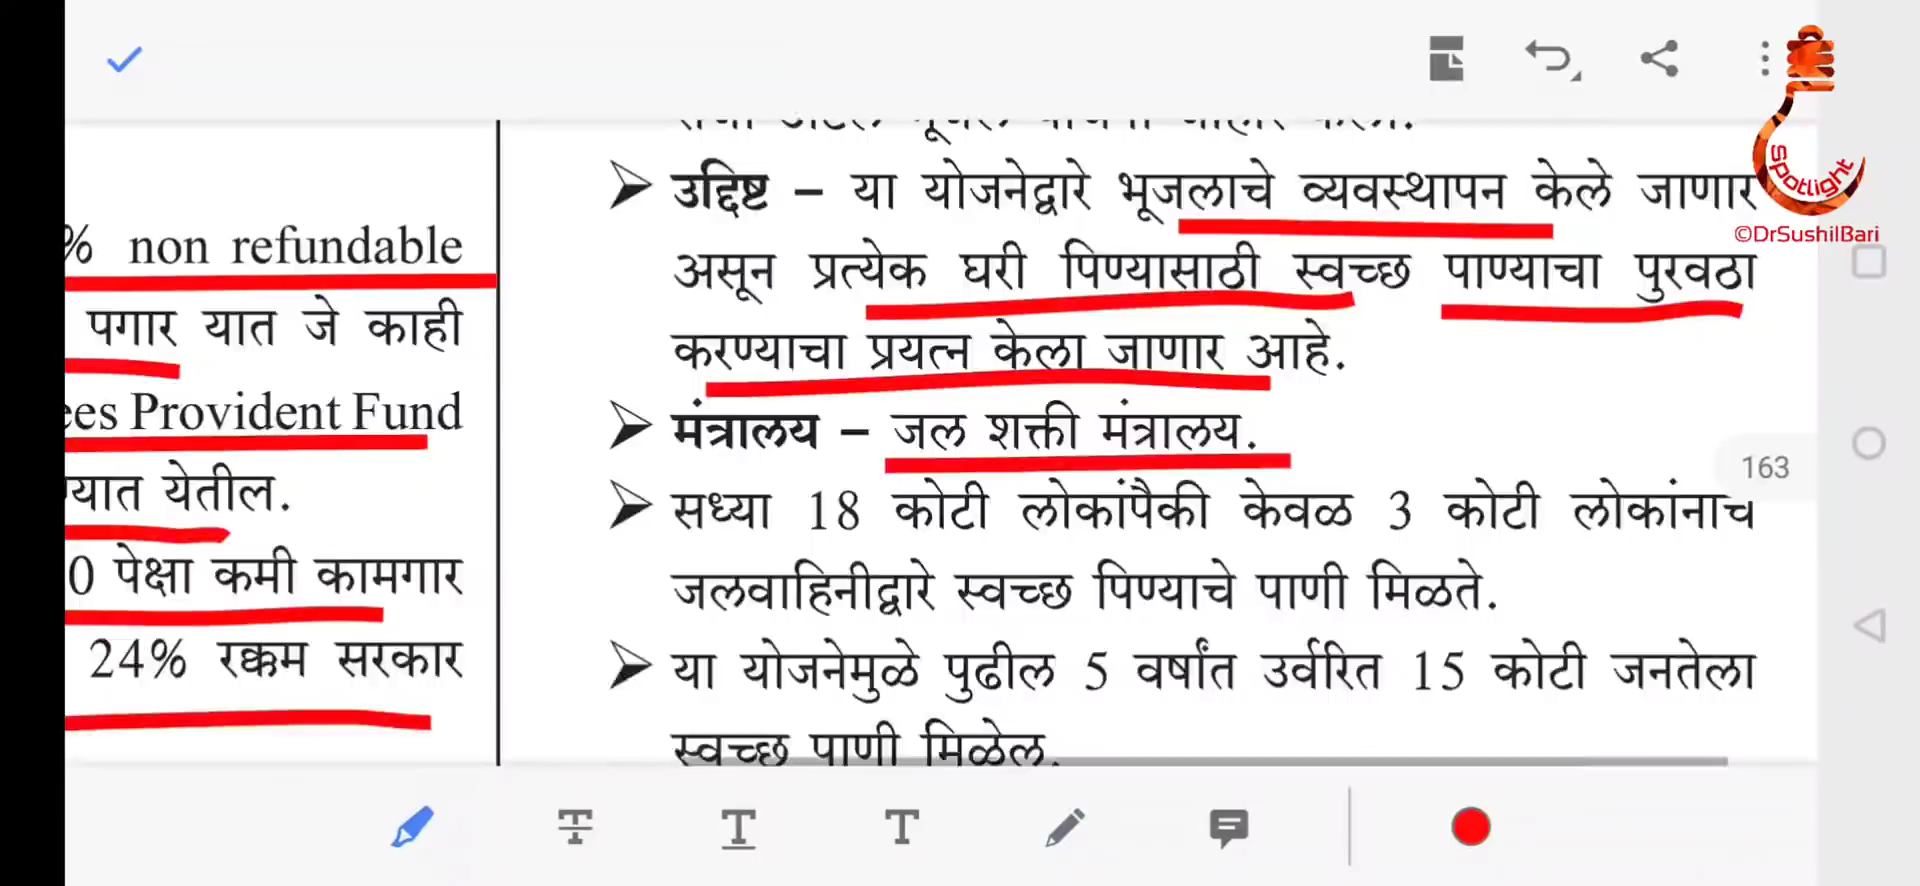 % non refundable
पगार यात जे काही
ees Provident Fund
यात येतील.
0 पेक्षा कमी कामगार
24% रक्कम सरकार
उद्दिष्ट – या योजनेद्वारे भूजलाचे व्यवस्थापन केले जाणार
असून प्रत्येक घरी पिण्यासाठी स्वच्छ पाण्याचा पुरवठा
करण्याचा प्रयत्न केला जाणार आहे.
मंत्रालय – जल शक्ती मंत्रालय.
सध्या 18 कोटी लोकांपैकी केवळ 3 कोटी लोकांनाच
जलवाहिनीद्वारे स्वच्छ पिण्याचे पाणी मिळते.
या योजनेमुळे पुढील 5 वर्षांत उर्वरित 15 कोटी जनतेला
स्वच्छ पाणी मिळेल.
163
Spotlight
©DrSushilBari